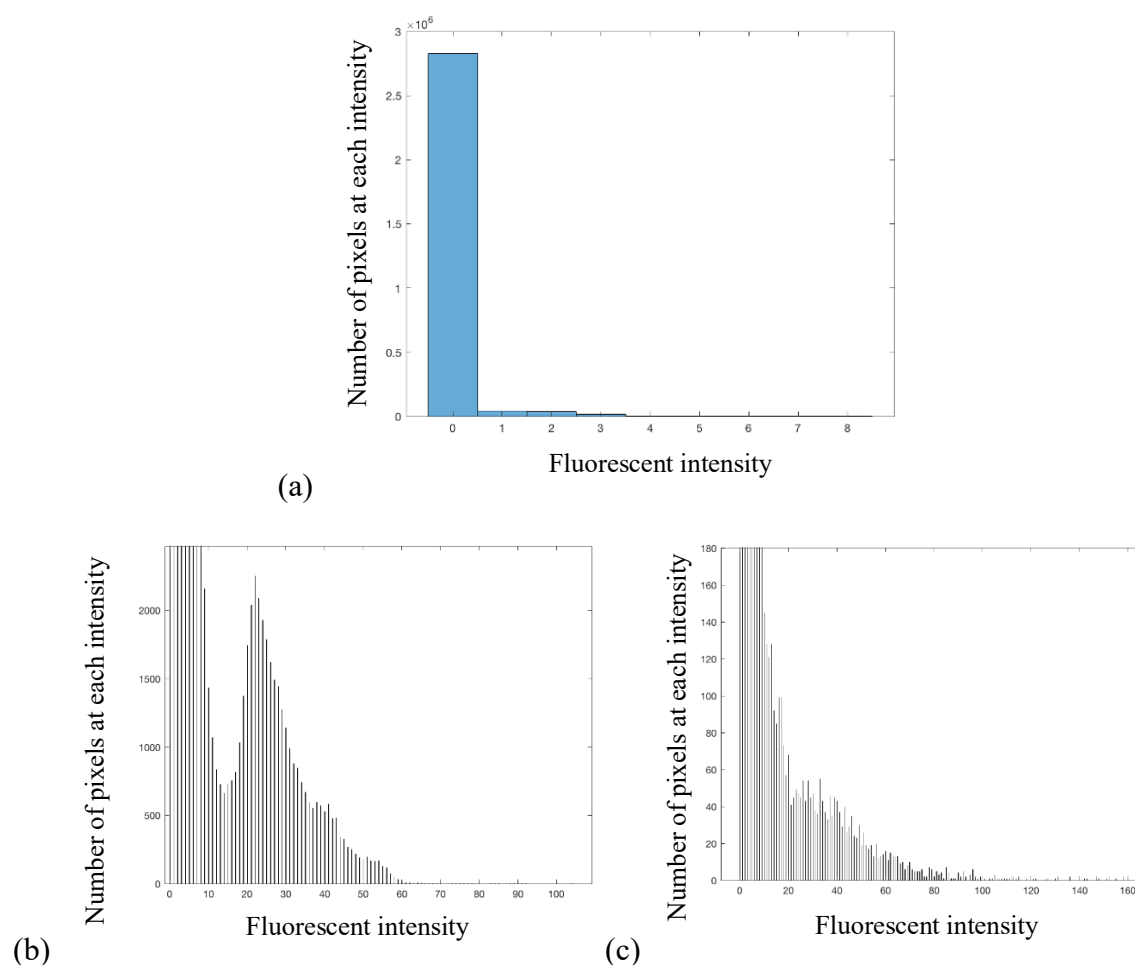 ×10⁶
3
2.5
2
1.5
1
0.5
0
0 1 2 3 4 5 6 7 8
Number of pixels at each intensity
Fluorescent intensity
(a)
2000
1500
1000
500
0
0 10 20 30 40 50 60 70 80 90 100
Number of pixels at each intensity
Fluorescent intensity
(b)
180
160
140
120
100
80
60
40
20
0
0 20 40 60 80 100 120 140 160
Number of pixels at each intensity
Fluorescent intensity
(c)